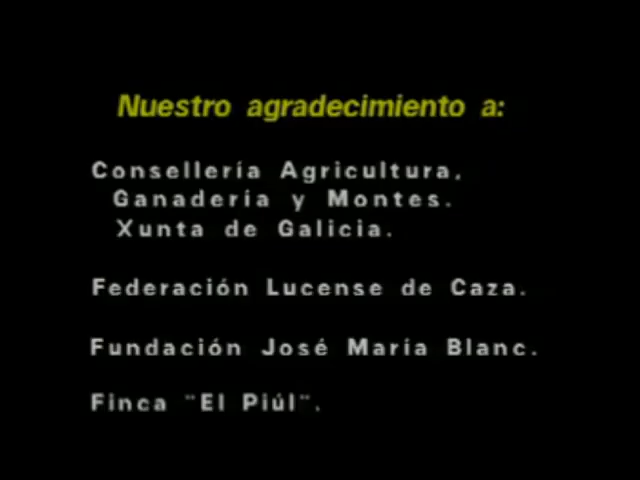 Nuestro agradecimiento a:
Consellería Agricultura,
Ganadería y Montes.
Xunta de Galicia.
Federación Lucense de Caza.
Fundación José María Blanc.
Finca "El Piúl".